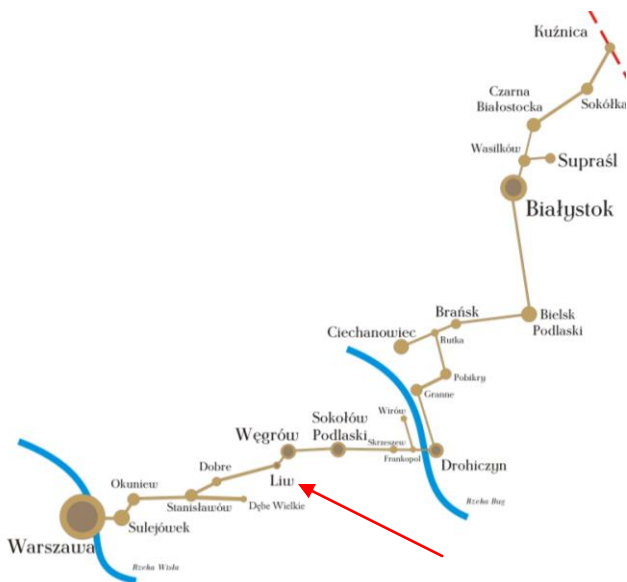 Kuźnica
Czarna
Białostocka
Sokółka
Wasilków
Supraśl
Białystok
Brańsk
Bielsk
Podlaski
Ciechanowiec
Rutka
Pobikry
Granne
Wirów
Sokołów
Podlaski
Węgrów
Skrzeszew
Frankopol
Drohiczyn
Dobre
Liw
Okuniew
Stanisławów
Dębe Wielkie
Rzeka Bug
Sulejówek
Warszawa
Rzeka Wisła